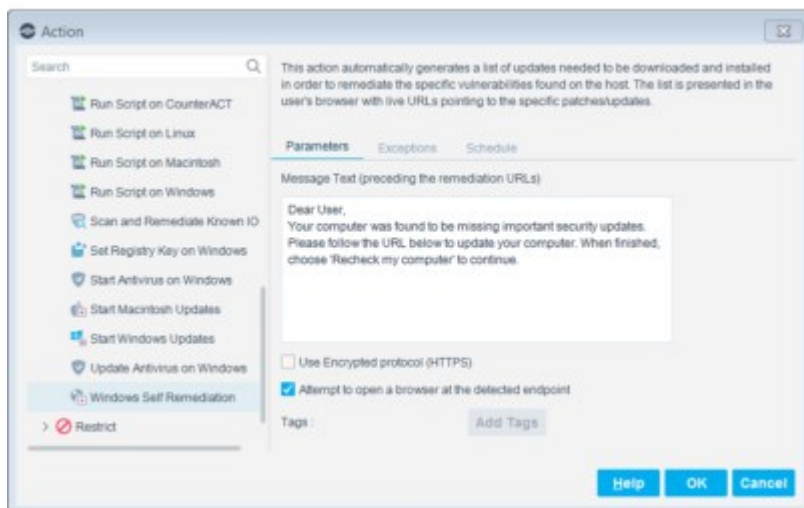 Action
Search
Run Script on CounterACT
Run Script on Linux
Run Script on Macintosh
Run Script on Windows
Scan and Remediate Known IO
Set Registry Key on Windows
Start Antivirus on Windows
Start Macintosh Updates
Start Windows Updates
Update Antivirus on Windows
Windows Self Remediation
Restrict
This action automatically generates a list of updates needed to be downloaded and installed
in order to remediate the specific vulnerabilities found on the host. The list is presented in the
user's browser with live URLs pointing to the specific patches/updates.
Parameters Exceptions Schedule
Message Text (preceding the remediation URLs)
Dear User,
Your computer was found to be missing important security updates.
Please follow the URL below to update your computer. When finished,
choose 'Recheck my computer' to continue.
Use Encrypted protocol (HTTPS)
Attempt to open a browser at the detected endpoint
Tags :
Add Tags
Help OK Cancel